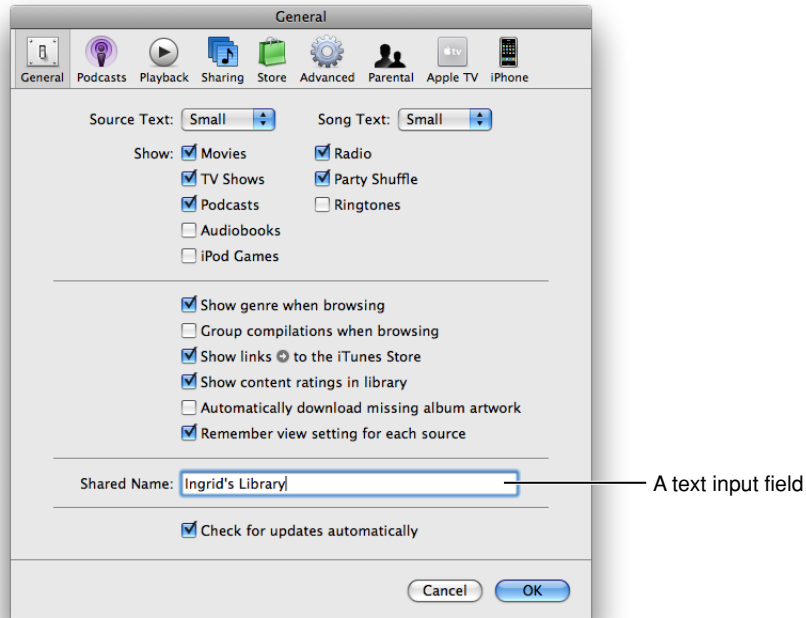 General
General Podcasts Playback Sharing Store Advanced Parental Apple TV iPhone
Source Text: Small Song Text: Small
Show: Movies Radio
TV Shows Party Shuffle
Podcasts Ringtones
Audiobooks
iPod Games
Show genre when browsing
Group compilations when browsing
Show links to the iTunes Store
Show content ratings in library
Automatically download missing album artwork
Remember view setting for each source
Shared Name: Ingrid's Library A text input field
Check for updates automatically
Cancel OK